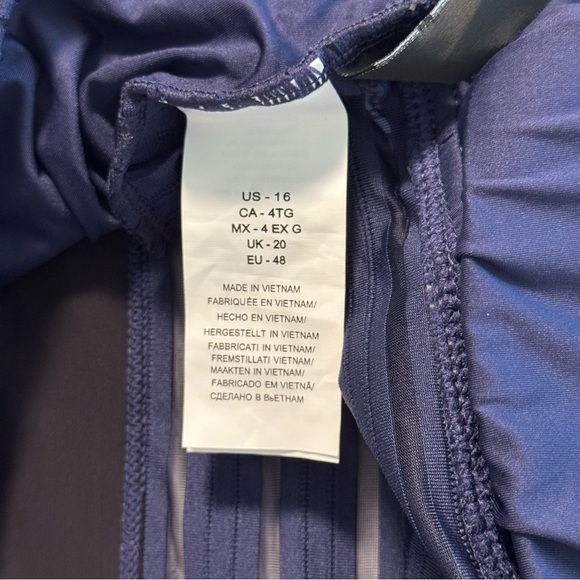 US - 16
CA - 4TG
MX - 4 EX G
UK - 20
EU - 48
MADE IN VIETNAM
FABRIQUÉE EN VIETNAM/
HECHO EN VIETNAM/
HERGESTELLT IN VIETNAM
FABBRICATI IN VIETNAM/
FREMSTILLATI VIETNAM/
MAAKTEN IN VIETNAM/
FABRICADO EM VIETNÃ/
СДЕЛАНО В ВЬЕТНАМ